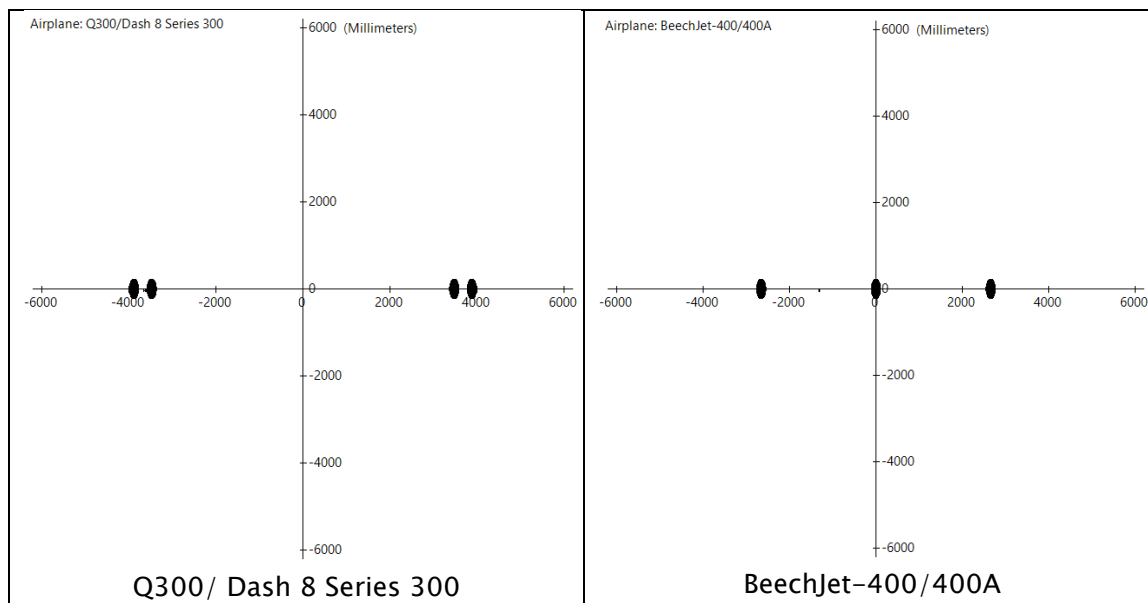 Airplane: Q300/Dash 8 Series 300
6000 (Millimeters)
4000
2000
-6000 -4000 -2000 0 2000 4000 6000
0
-2000
-4000
-6000
Q300/ Dash 8 Series 300
Airplane: BeechJet-400/400A
6000 (Millimeters)
4000
2000
0
-6000 -4000 -2000 0 2000 4000 6000
-2000
-4000
-6000
BeechJet-400/400A